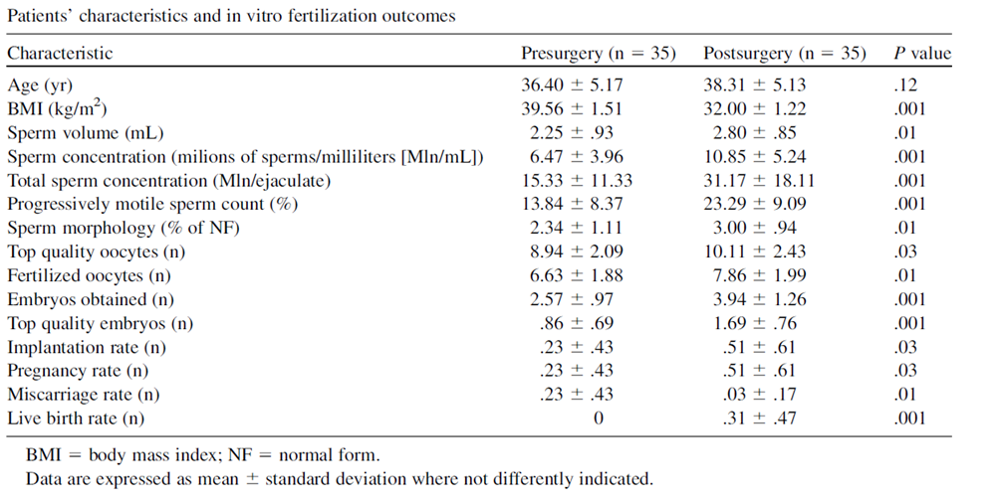 Patients' characteristics and in vitro fertilization outcomes
Characteristic Presurgery (n = 35) Postsurgery (n = 35) P value
Age (yr) 36.40 ± 5.17 38.31 ± 5.13 .12
BMI (kg/m²) 39.56 ± 1.51 32.00 ± 1.22 .001
Sperm volume (mL) 2.25 ± .93 2.80 ± .85 .01
Sperm concentration (milions of sperms/milliliters [Mln/mL]) 6.47 ± 3.96 10.85 ± 5.24 .001
Total sperm concentration (Mln/ejaculate) 15.33 ± 11.33 31.17 ± 18.11 .001
Progressively motile sperm count (%) 13.84 ± 8.37 23.29 ± 9.09 .001
Sperm morphology (% of NF) 2.34 ± 1.11 3.00 ± .94 .01
Top quality oocytes (n) 8.94 ± 2.09 10.11 ± 2.43 .03
Fertilized oocytes (n) 6.63 ± 1.88 7.86 ± 1.99 .01
Embryos obtained (n) 2.57 ± .97 3.94 ± 1.26 .001
Top quality embryos (n) .86 ± .69 1.69 ± .76 .001
Implantation rate (n) .23 ± .43 .51 ± .61 .03
Pregnancy rate (n) .23 ± .43 .51 ± .61 .03
Miscarriage rate (n) .23 ± .43 .03 ± .17 .01
Live birth rate (n) 0 .31 ± .47 .001
BMI = body mass index; NF = normal form.
Data are expressed as mean ± standard deviation where not differently indicated.